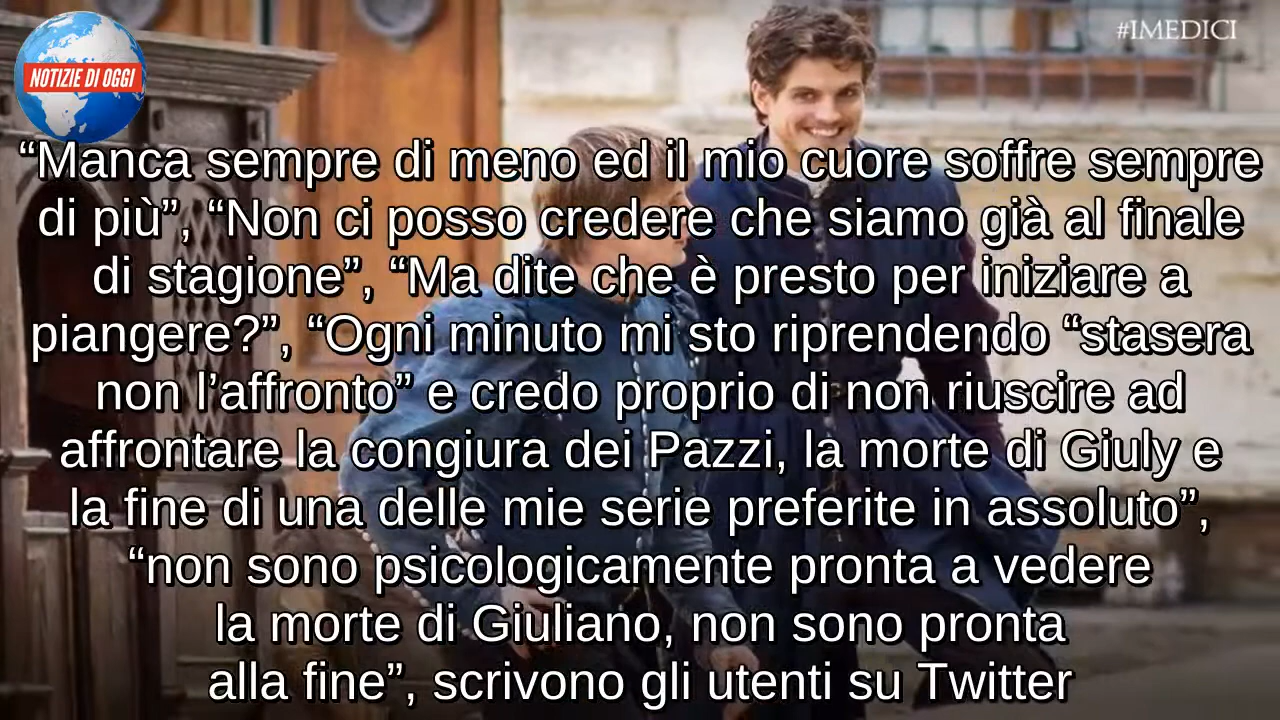 #IMEDICI
NOTIZIE DI OGGI
“Manca sempre di meno ed il mio cuore soffre sempre
di più”, “Non ci posso credere che siamo già al finale
di stagione”, “Ma dite che è presto per iniziare a
piangere?”, “Ogni minuto mi sto riprendendo “stasera
non l’affronto” e credo proprio di non riuscire ad
affrontare la congiura dei Pazzi, la morte di Giuly e
la fine di una delle mie serie preferite in assoluto”,
“non sono psicologicamente pronta a vedere
la morte di Giuliano, non sono pronta
alla fine”, scrivono gli utenti su Twitter